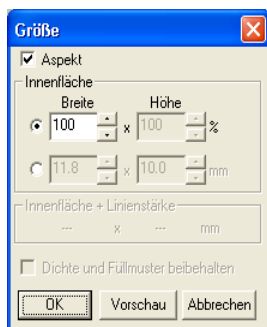 Größe
Aspekt
Innenfläche
Breite Höhe
100 x 100 %
11.8 x 10.0 mm
Innenfläche + Linienstärke
--- x --- mm
Dichte und Füllmuster beibehalten
OK Vorschau Abbrechen